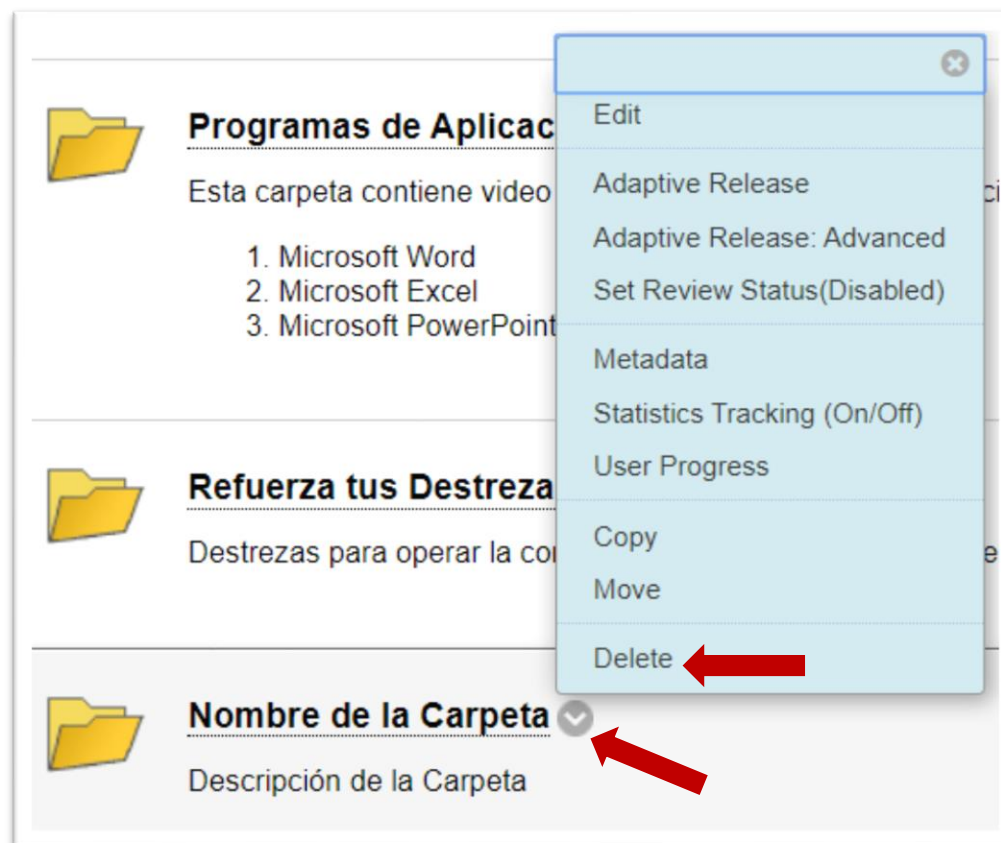 Programas de Aplicac
Esta carpeta contiene video
1. Microsoft Word
2. Microsoft Excel
3. Microsoft PowerPoint
Refuerza tus Destreza
Destrezas para operar la co
Nombre de la Carpeta
Descripción de la Carpeta
Edit
Adaptive Release
Adaptive Release: Advanced
Set Review Status(Disabled)
Metadata
Statistics Tracking (On/Off)
User Progress
Copy
Move
Delete